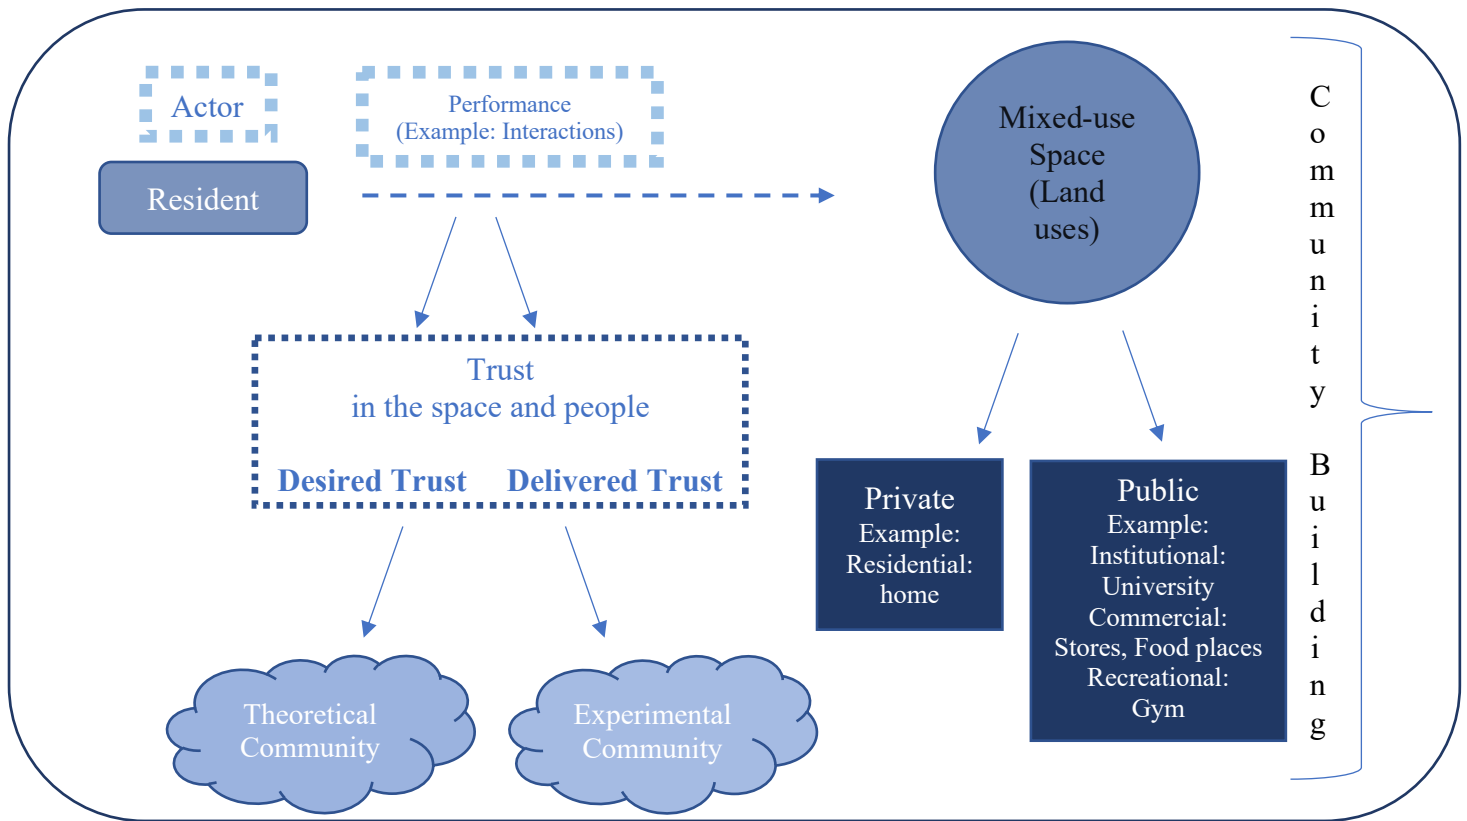 Actor
Resident
Performance
(Example: Interactions)
Mixed-use
Space
(Land
uses)
Trust
in the space and people
Desired Trust Delivered Trust
Theoretical
Community
Experimental
Community
Private
Example:
Residential:
home
Public
Example:
Institutional:
University
Commercial:
Stores, Food places
Recreational:
Gym
Community Building